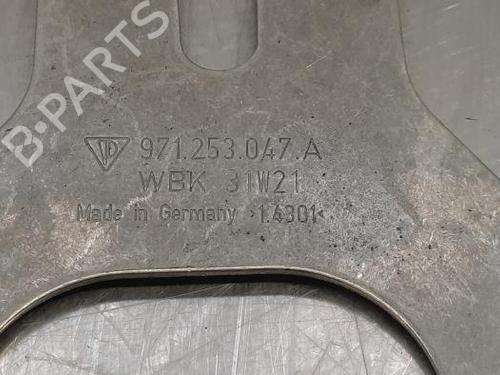 B-PARTS
971.253.047.A
WBK 31W21
Made in Germany >1.4301<